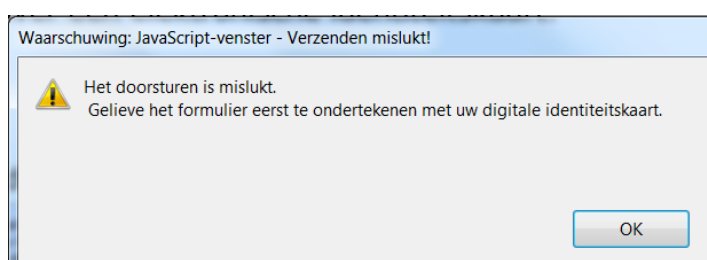 Waarschuwing: JavaScript-venster - Verzenden mislukt!
Het doorsturen is mislukt.
Gelieve het formulier eerst te ondertekenen met uw digitale identiteitskaart.
OK